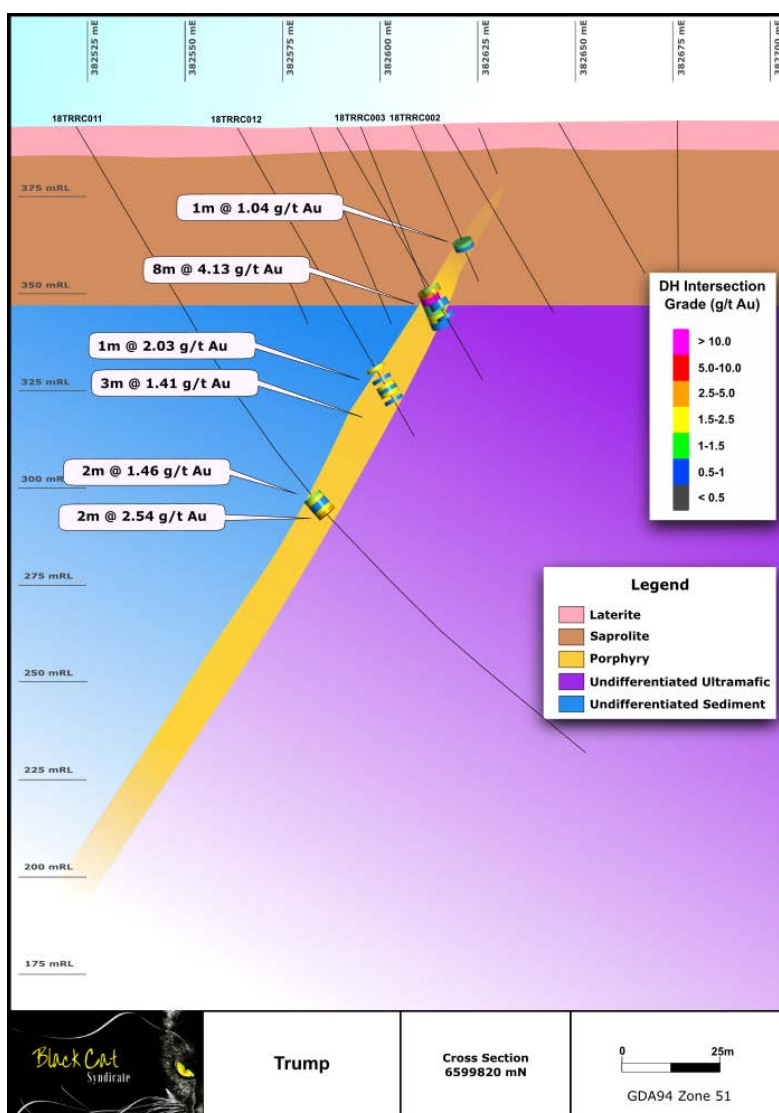 382525 mE
382550 mE
382575 mE
382600 mE
382625 mE
382650 mE
382675 mE
382700 mE
18TRRC011
18TRRC012
18TRRC003
18TRRC002
375 mRL
1m @ 1.04 g/t Au
8m @ 4.13 g/t Au
350 mRL
DH Intersection
Grade (g/t Au)
> 10.0
5.0-10.0
2.5-5.0
1.5-2.5
1-1.5
0.5-1
< 0.5
1m @ 2.03 g/t Au
3m @ 1.41 g/t Au
325 mRL
2m @ 1.46 g/t Au
300 mRL
2m @ 2.54 g/t Au
275 mRL
Legend
Laterite
Saprolite
Porphyry
Undifferentiated Ultramafic
Undifferentiated Sediment
250 mRL
225 mRL
200 mRL
175 mRL
Black Cat
Syndicate
Trump
Cross Section
6599820 mN
0 25m
GDA94 Zone 51